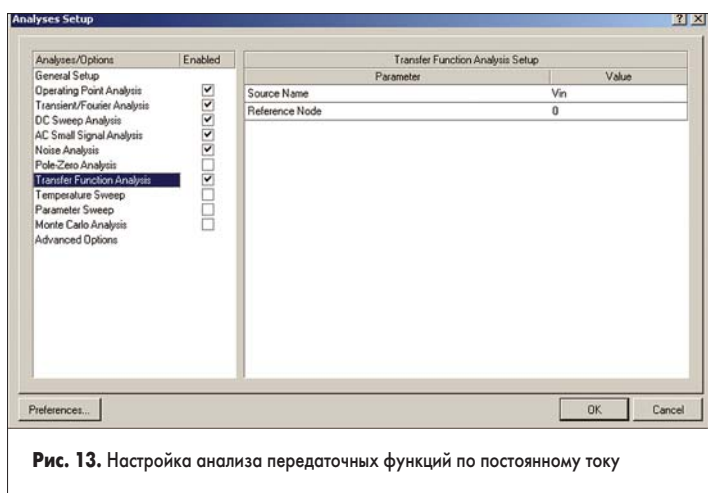 Analyses Setup
Analyses/Options Enabled
General Setup
Operating Point Analysis
Transient/Fourier Analysis
DC Sweep Analysis
AC Small Signal Analysis
Noise Analysis
Pole-Zero Analysis
Transfer Function Analysis
Temperature Sweep
Parameter Sweep
Monte Carlo Analysis
Advanced Options
Transfer Function Analysis Setup
Parameter Value
Source Name Vin
Reference Node 0
Preferences... OK Cancel
Рис. 13. Настройка анализа передаточных функций по постоянному току